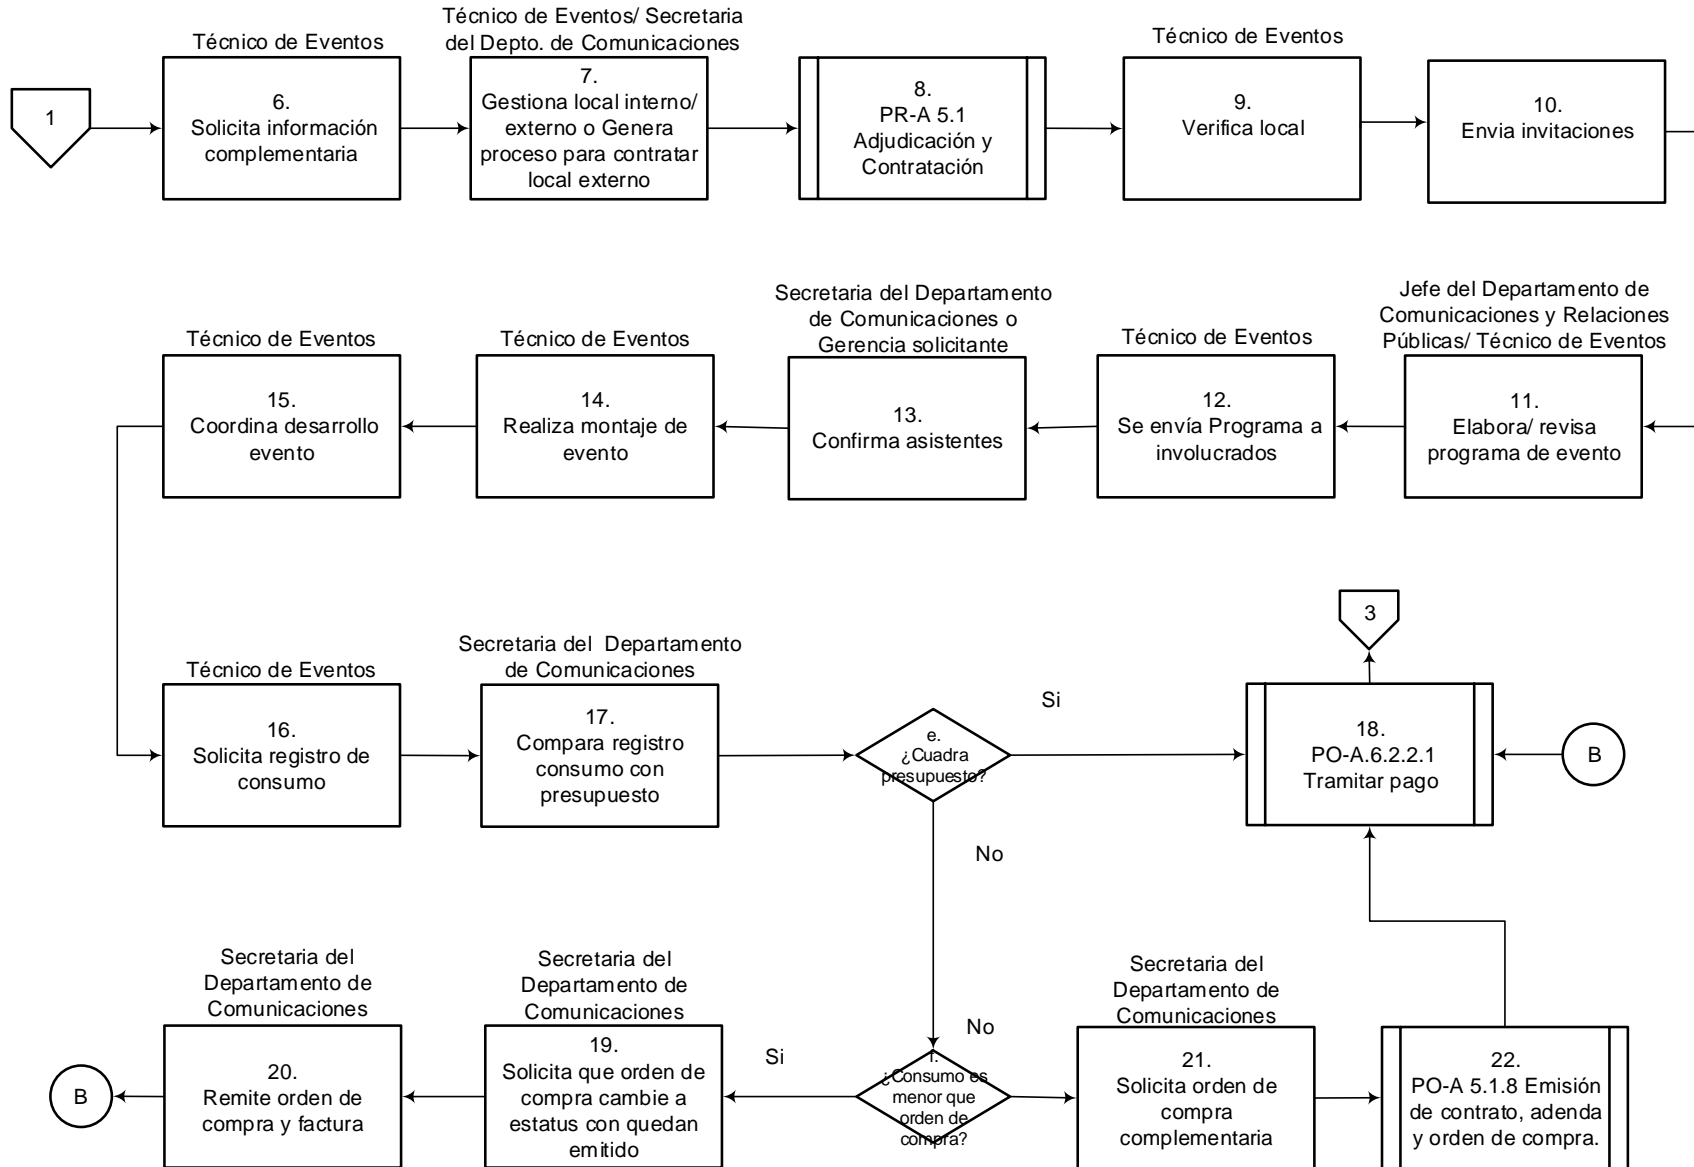 1
Técnico de Eventos
6.
Solicita información
complementaria
Técnico de Eventos/ Secretaria
del Depto. de Comunicaciones
7.
Gestiona local interno/
externo o Genera
proceso para contratar
local externo
8.
PR-A 5.1
Adjudicación y
Contratación
Técnico de Eventos
9.
Verifica local
10.
Envia invitaciones
Jefe del Departamento de
Comunicaciones y Relaciones
Públicas/ Técnico de Eventos
11.
Elabora/ revisa
programa de evento
Técnico de Eventos
12.
Se envía Programa a
involucrados
Secretaria del Departamento
de Comunicaciones o
Gerencia solicitante
13.
Confirma asistentes
Técnico de Eventos
14.
Realiza montaje de
evento
Técnico de Eventos
15.
Coordina desarrollo
evento
Técnico de Eventos
16.
Solicita registro de
consumo
Secretaria del  Departamento
de Comunicaciones
17.
Compara registro
consumo con
presupuesto
e.
¿Cuadra
presupuesto?
Si
No
3
18.
PO-A.6.2.2.1
Tramitar pago
B
f.
¿Consumo es
menor que
orden de
compra?
Si
No
Secretaria del
Departamento de
Comunicaciones
19.
Solicita que orden de
compra cambie a
estatus con quedan
emitido
Secretaria del
Departamento de
Comunicaciones
20.
Remite orden de
compra y factura
B
Secretaria del
Departamento de
Comunicaciones
21.
Solicita orden de
compra
complementaria
22.
PO-A 5.1.8 Emisión
de contrato, adenda
y orden de compra.